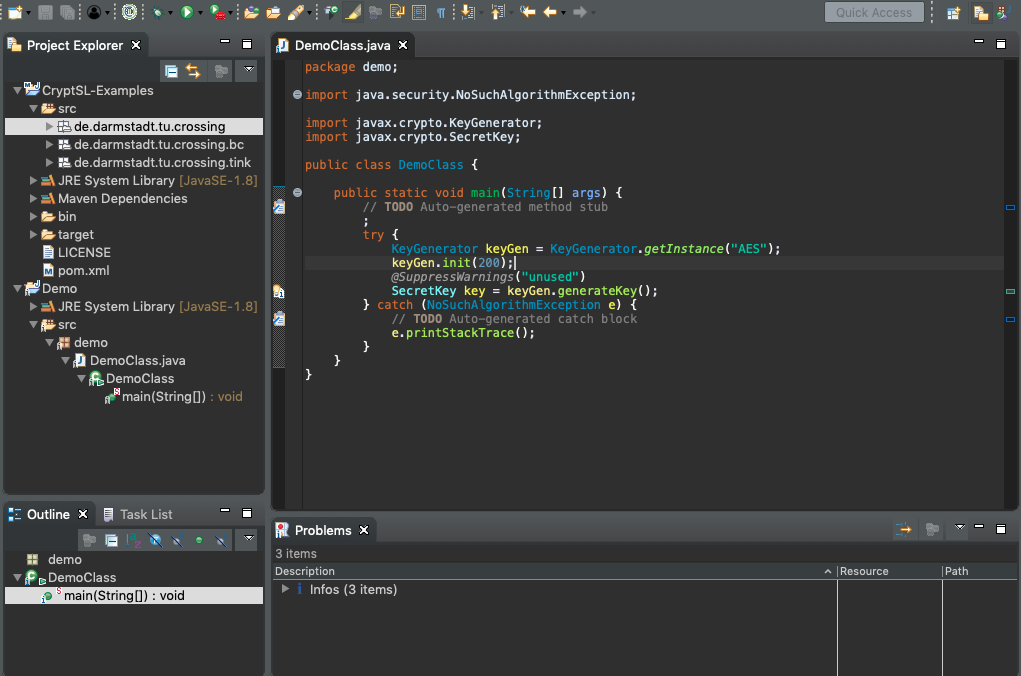 Quick Access
Project Explorer
CryptSL-Examples
src
de.darmstadt.tu.crossing
de.darmstadt.tu.crossing.bc
de.darmstadt.tu.crossing.tink
JRE System Library [JavaSE-1.8]
Maven Dependencies
bin
target
LICENSE
pom.xml
Demo
JRE System Library [JavaSE-1.8]
src
demo
DemoClass.java
DemoClass
main(String[]) : void
DemoClass.java
package demo;
import java.security.NoSuchAlgorithmException;
import javax.crypto.KeyGenerator;
import javax.crypto.SecretKey;
public class DemoClass {
public static void main(String[] args) {
// TODO Auto-generated method stub
;
try {
KeyGenerator keyGen = KeyGenerator.getInstance("AES");
keyGen.init(200);
@SuppressWarnings("unused")
SecretKey key = keyGen.generateKey();
} catch (NoSuchAlgorithmException e) {
// TODO Auto-generated catch block
e.printStackTrace();
}
}
}
Outline Task List
demo
DemoClass
main(String[]) : void
Problems
3 items
Description Resource Path
Infos (3 items)